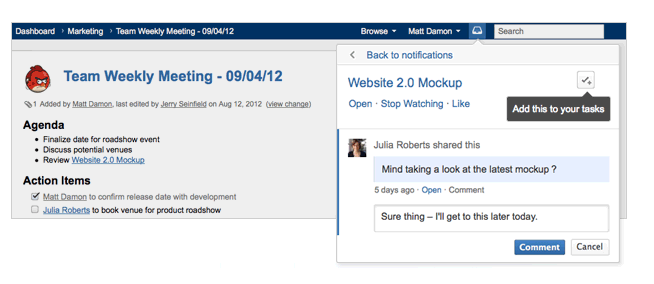 Dashboard › Marketing › Team Weekly Meeting - 09/04/12
Browse Matt Damon Search
Team Weekly Meeting - 09/04/12
1 Added by Matt Damon, last edited by Jerry Seinfield on Aug 12, 2012 (view change)
Agenda
• Finalize date for roadshow event
• Discuss potential venues
• Review Website 2.0 Mockup
Action Items
Matt Damon to confirm release date with development
Julia Roberts to book venue for product roadshow
Back to notifications
Website 2.0 Mockup
Open · Stop Watching · Like
Add this to your tasks
Julia Roberts shared this
Mind taking a look at the latest mockup ?
5 days ago · Open · Comment
Sure thing – I'll get to this later today.
Comment Cancel